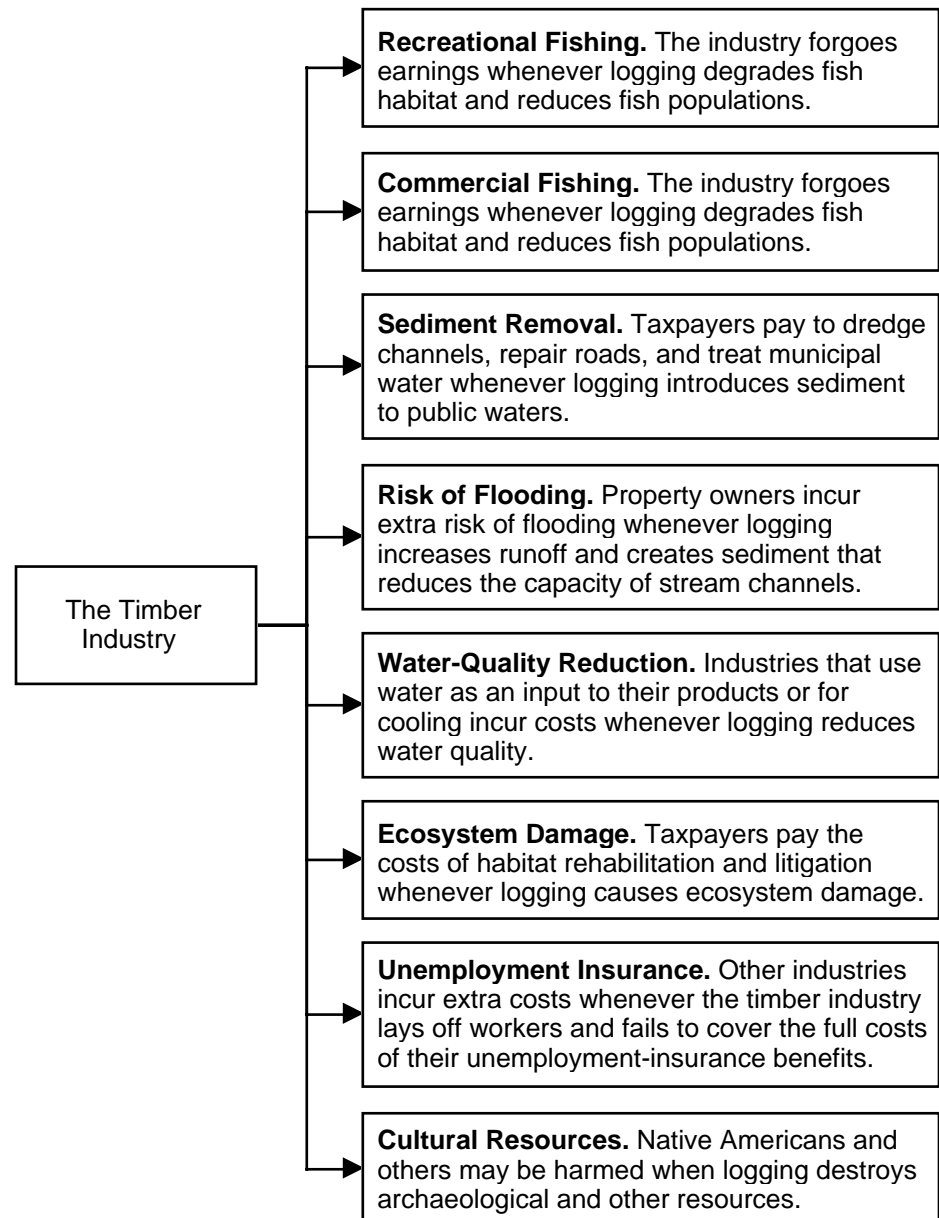 Recreational Fishing. The industry forgoes
earnings whenever logging degrades fish
habitat and reduces fish populations.
Commercial Fishing. The industry forgoes
earnings whenever logging degrades fish
habitat and reduces fish populations.
Sediment Removal. Taxpayers pay to dredge
channels, repair roads, and treat municipal
water whenever logging introduces sediment
to public waters.
Risk of Flooding. Property owners incur
extra risk of flooding whenever logging
increases runoff and creates sediment that
reduces the capacity of stream channels.
The Timber
Industry
Water-Quality Reduction. Industries that use
water as an input to their products or for
cooling incur costs whenever logging reduces
water quality.
Ecosystem Damage. Taxpayers pay the
costs of habitat rehabilitation and litigation
whenever logging causes ecosystem damage.
Unemployment Insurance. Other industries
incur extra costs whenever the timber industry
lays off workers and fails to cover the full costs
of their unemployment-insurance benefits.
Cultural Resources. Native Americans and
others may be harmed when logging destroys
archaeological and other resources.